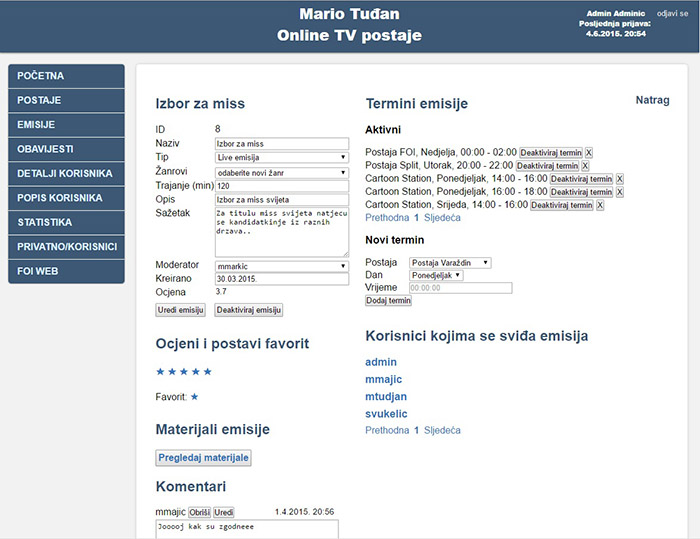 Mario Tuđan
Online TV postaje
Admin Adminic odjavi se
Posljednja prijava:
4.6.2015. 20:54
POČETNA
POSTAJE
EMISIJE
OBAVIJESTI
DETALJI KORISNIKA
POPIS KORISNIKA
STATISTIKA
PRIVATNO/KORISNICI
FOI WEB
Izbor za miss
ID 8
Naziv Izbor za miss
Tip Live emisija
Žanrovi odaberite novi žanr
Trajanje (min) 120
Opis Izbor za miss svijeta
Sažetak Za titulu miss svijeta natjecu
se kandidatkinje iz raznih
drzava..
Moderator mmarkic
Kreirano 30.03.2015.
Ocjena 3.7
Uredi emisiju Deaktiviraj emisiju
Ocjeni i postavi favorit
★ ★ ★ ★ ★
Favorit: ★
Materijali emisije
Pregledaj materijale
Komentari
mmajic Obriši Uredi 1.4.2015. 20:56
Jooooj kak su zgodneee
Termini emisije
Natrag
Aktivni
Postaja FOI, Nedjelja, 00:00 - 02:00 Deaktiviraj termin X
Postaja Split, Utorak, 20:00 - 22:00 Deaktiviraj termin X
Cartoon Station, Ponedjeljak, 14:00 - 16:00 Deaktiviraj termin X
Cartoon Station, Ponedjeljak, 16:00 - 18:00 Deaktiviraj termin X
Cartoon Station, Srijeda, 14:00 - 16:00 Deaktiviraj termin X
Prethodna 1 Sljedeća
Novi termin
Postaja Postaja Varaždin
Dan Ponedjeljak
Vrijeme 00:00:00
Dodaj termin
Korisnici kojima se sviđa emisija
admin
mmajic
mtudjan
svukelic
Prethodna 1 Sljedeća